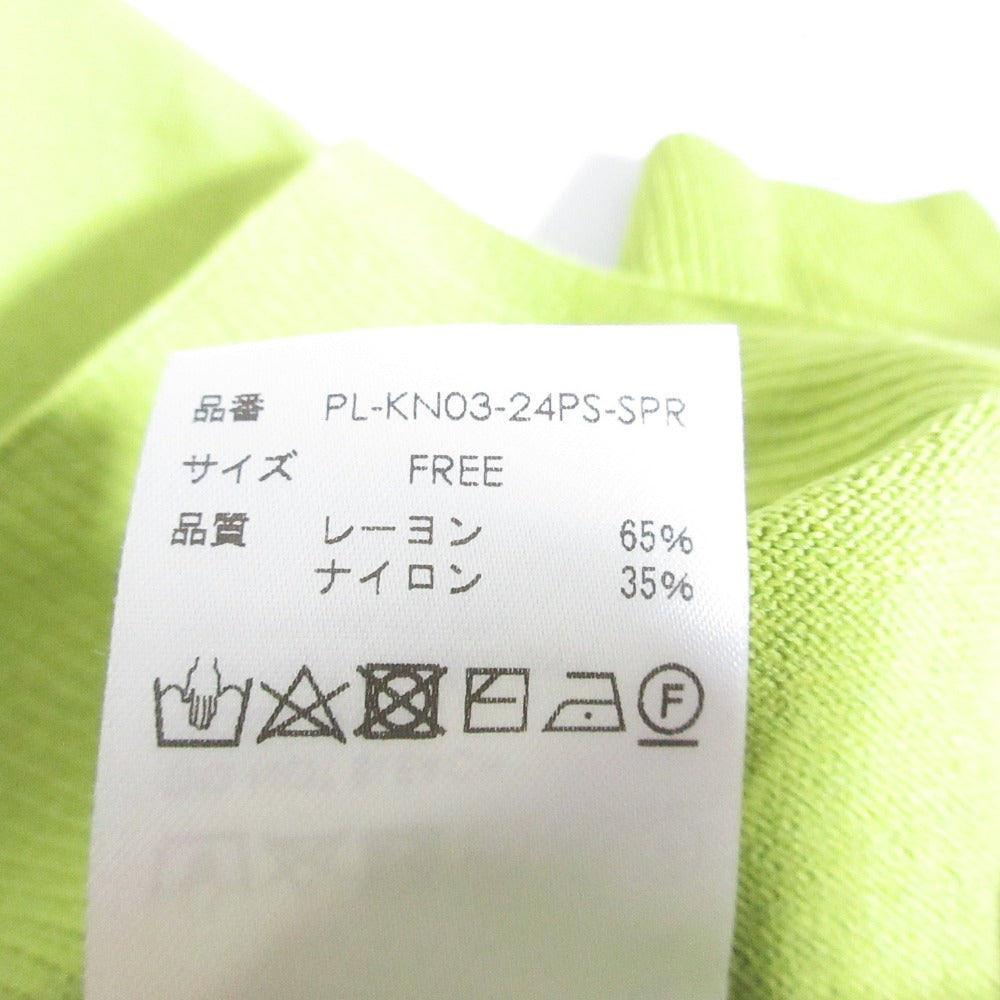 品番 PL-KN03-24PS-SPR
サイズ FREE
品質 レーヨン 65%
ナイロン 35%
F